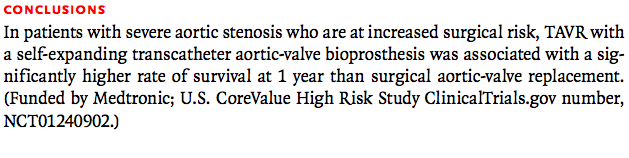 CONCLUSIONS
In patients with severe aortic stenosis who are at increased surgical risk, TAVR with
a self-expanding transcatheter aortic-valve bioprosthesis was associated with a sig-
nificantly higher rate of survival at 1 year than surgical aortic-valve replacement.
(Funded by Medtronic; U.S. CoreValue High Risk Study ClinicalTrials.gov number,
NCT01240902.)